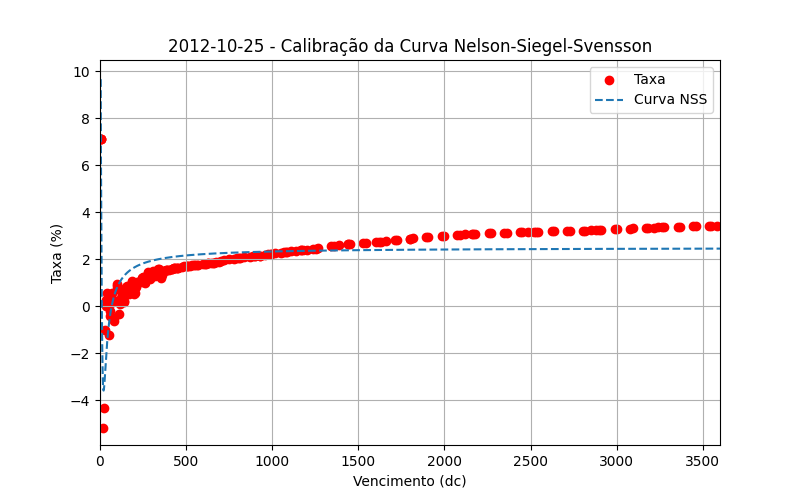 2012-10-25 - Calibração da Curva Nelson-Siegel-Svensson
Taxa
Curva NSS
Taxa (%)
10
8
6
4
2
0
−2
−4
0 500 1000 1500 2000 2500 3000 3500
Vencimento (dc)